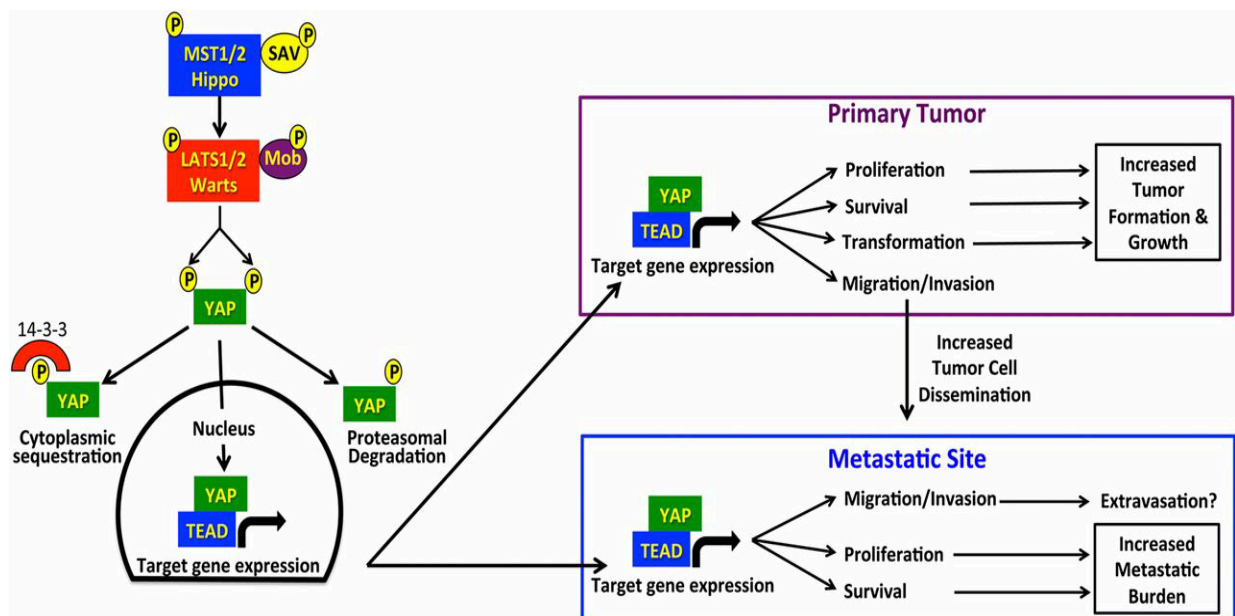 P
MST1/2
Hippo
SAV
P
P
LATS1/2
Warts
Mob
P
P
P
YAP
14-3-3
P
YAP
Cytoplasmic
sequestration
P
YAP
Proteasomal
Degradation
Nucleus
YAP
TEAD
Target gene expression
Primary Tumor
YAP
TEAD
Target gene expression
Proliferation
Survival
Transformation
Migration/Invasion
Increased
Tumor
Formation &
Growth
Increased
Tumor Cell
Dissemination
Metastatic Site
YAP
TEAD
Target gene expression
Migration/Invasion
Extravasation?
Proliferation
Survival
Increased
Metastatic
Burden